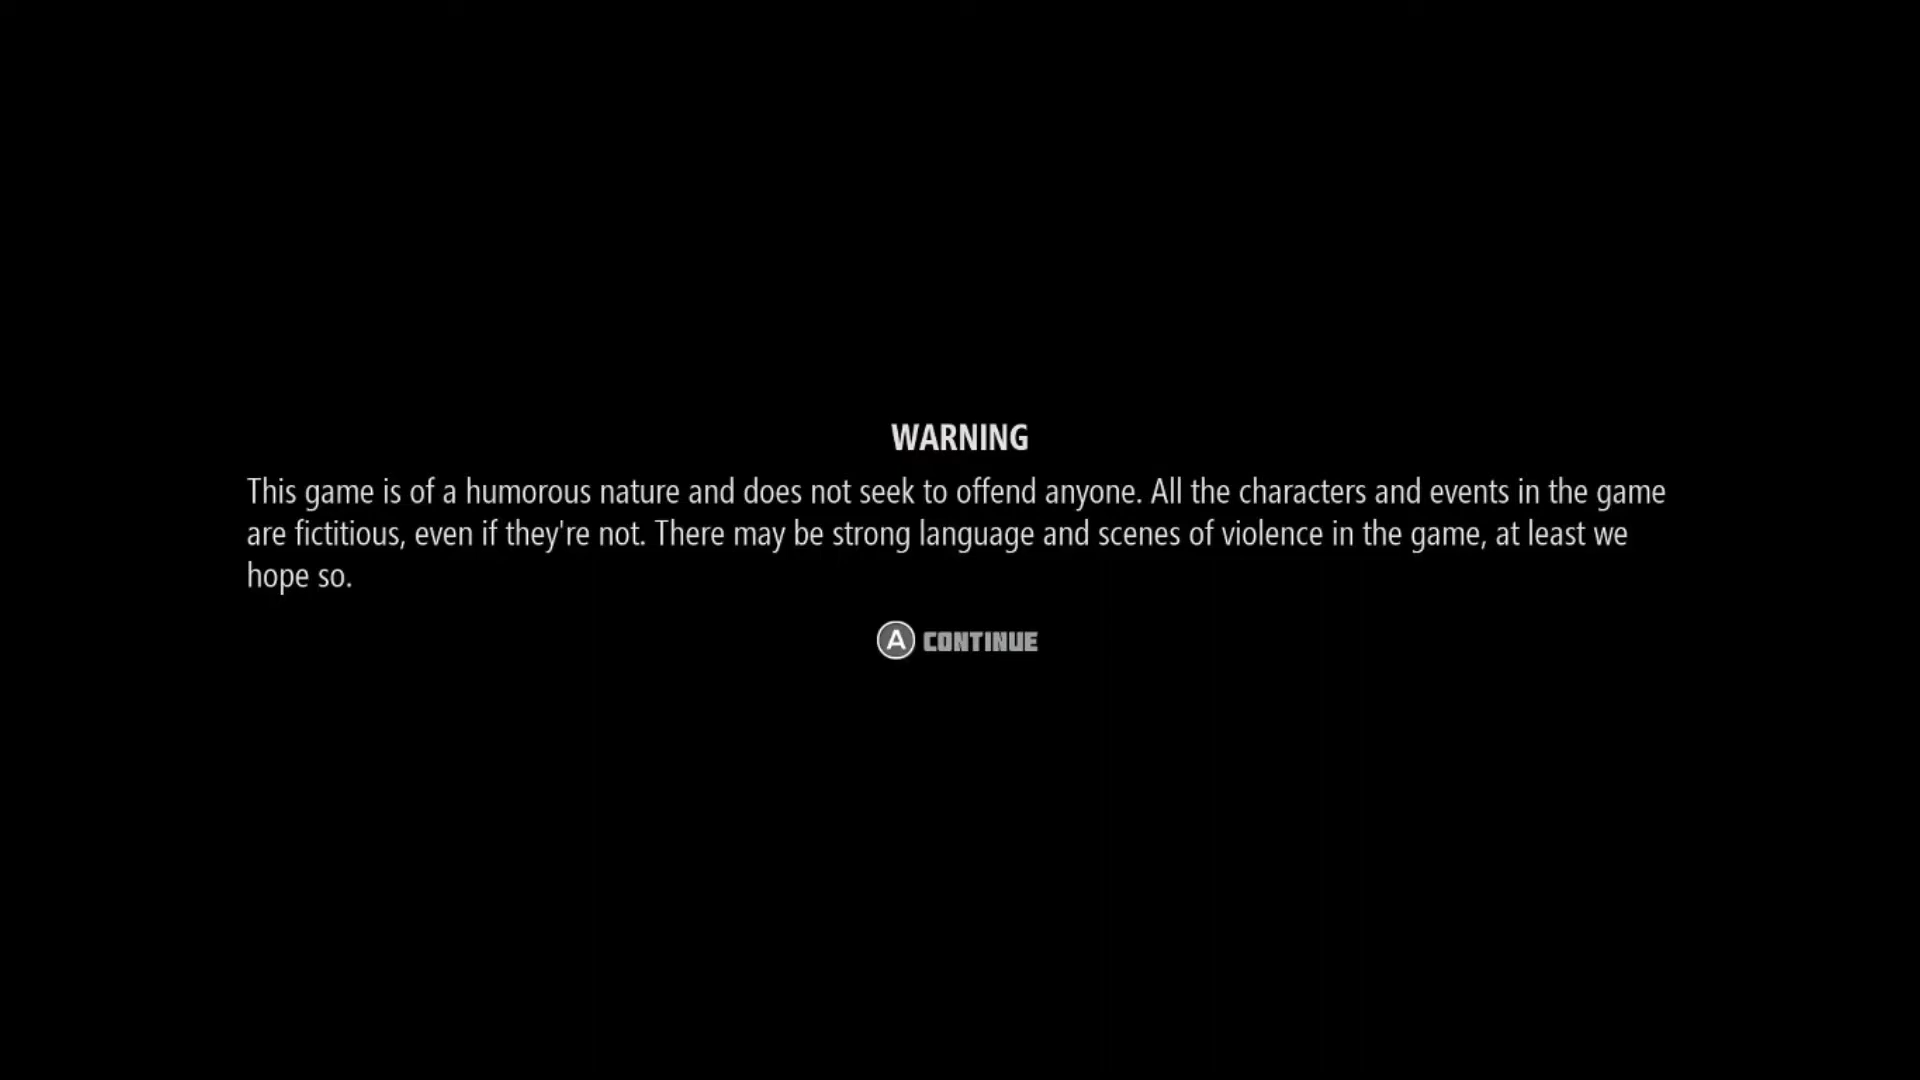 WARNING
This game is of a humorous nature and does not seek to offend anyone. All the characters and events in the game
are fictitious, even if they're not. There may be strong language and scenes of violence in the game, at least we
hope so.
A CONTINUE